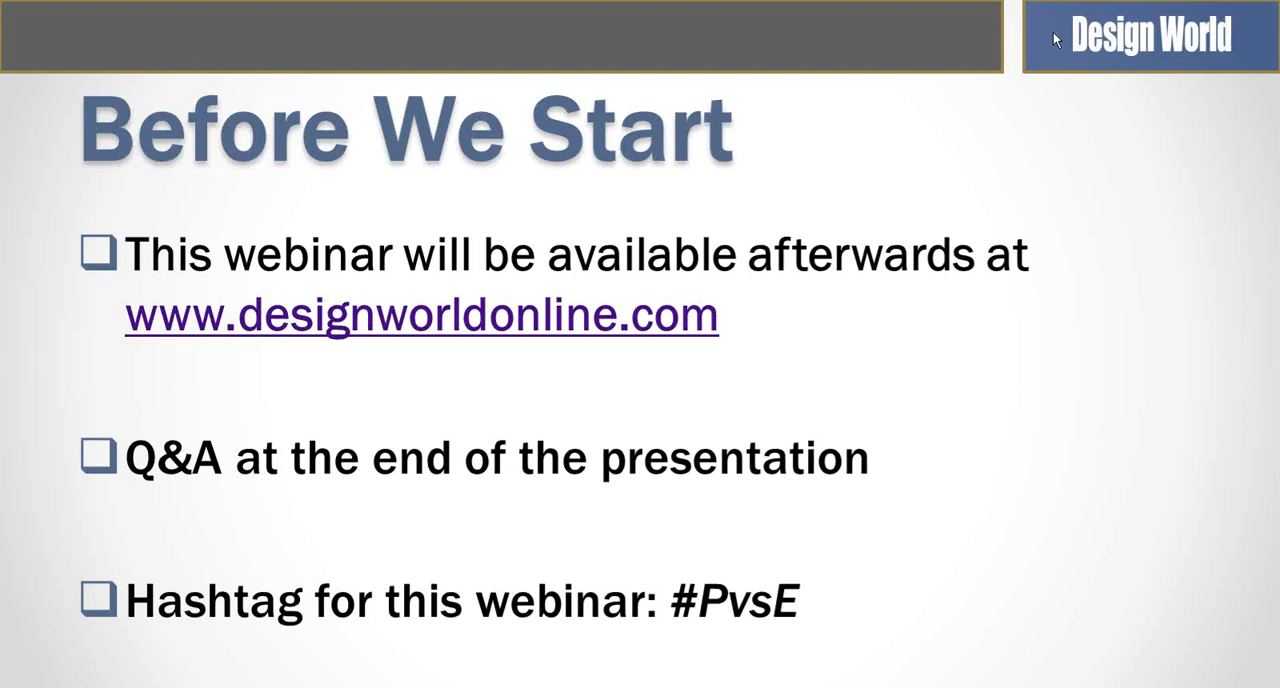 Design World
Before We Start
This webinar will be available afterwards at
www.designworldonline.com
Q&A at the end of the presentation
Hashtag for this webinar: #PvsE